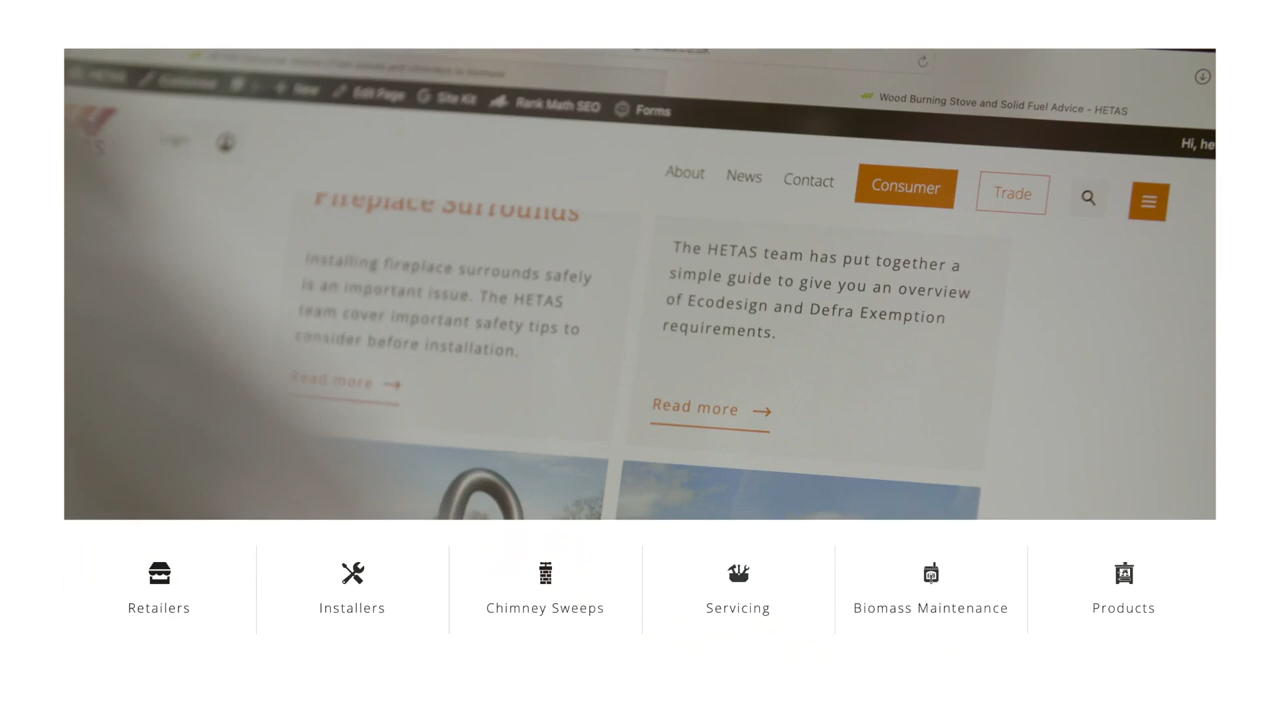 Wood Burning Stove and Solid Fuel Advice - HETAS
New Edit Page Site Kit Rank Math SEO Forms
Hi, he
About News Contact Consumer Trade
Fireplace Surrounds
Installing fireplace surrounds safely
is an important issue. The HETAS
team cover important safety tips to
consider before installation.
Read more
The HETAS team has put together a
simple guide to give you an overview
of Ecodesign and Defra Exemption
requirements.
Read more
Retailers
Installers
Chimney Sweeps
Servicing
Biomass Maintenance
Products